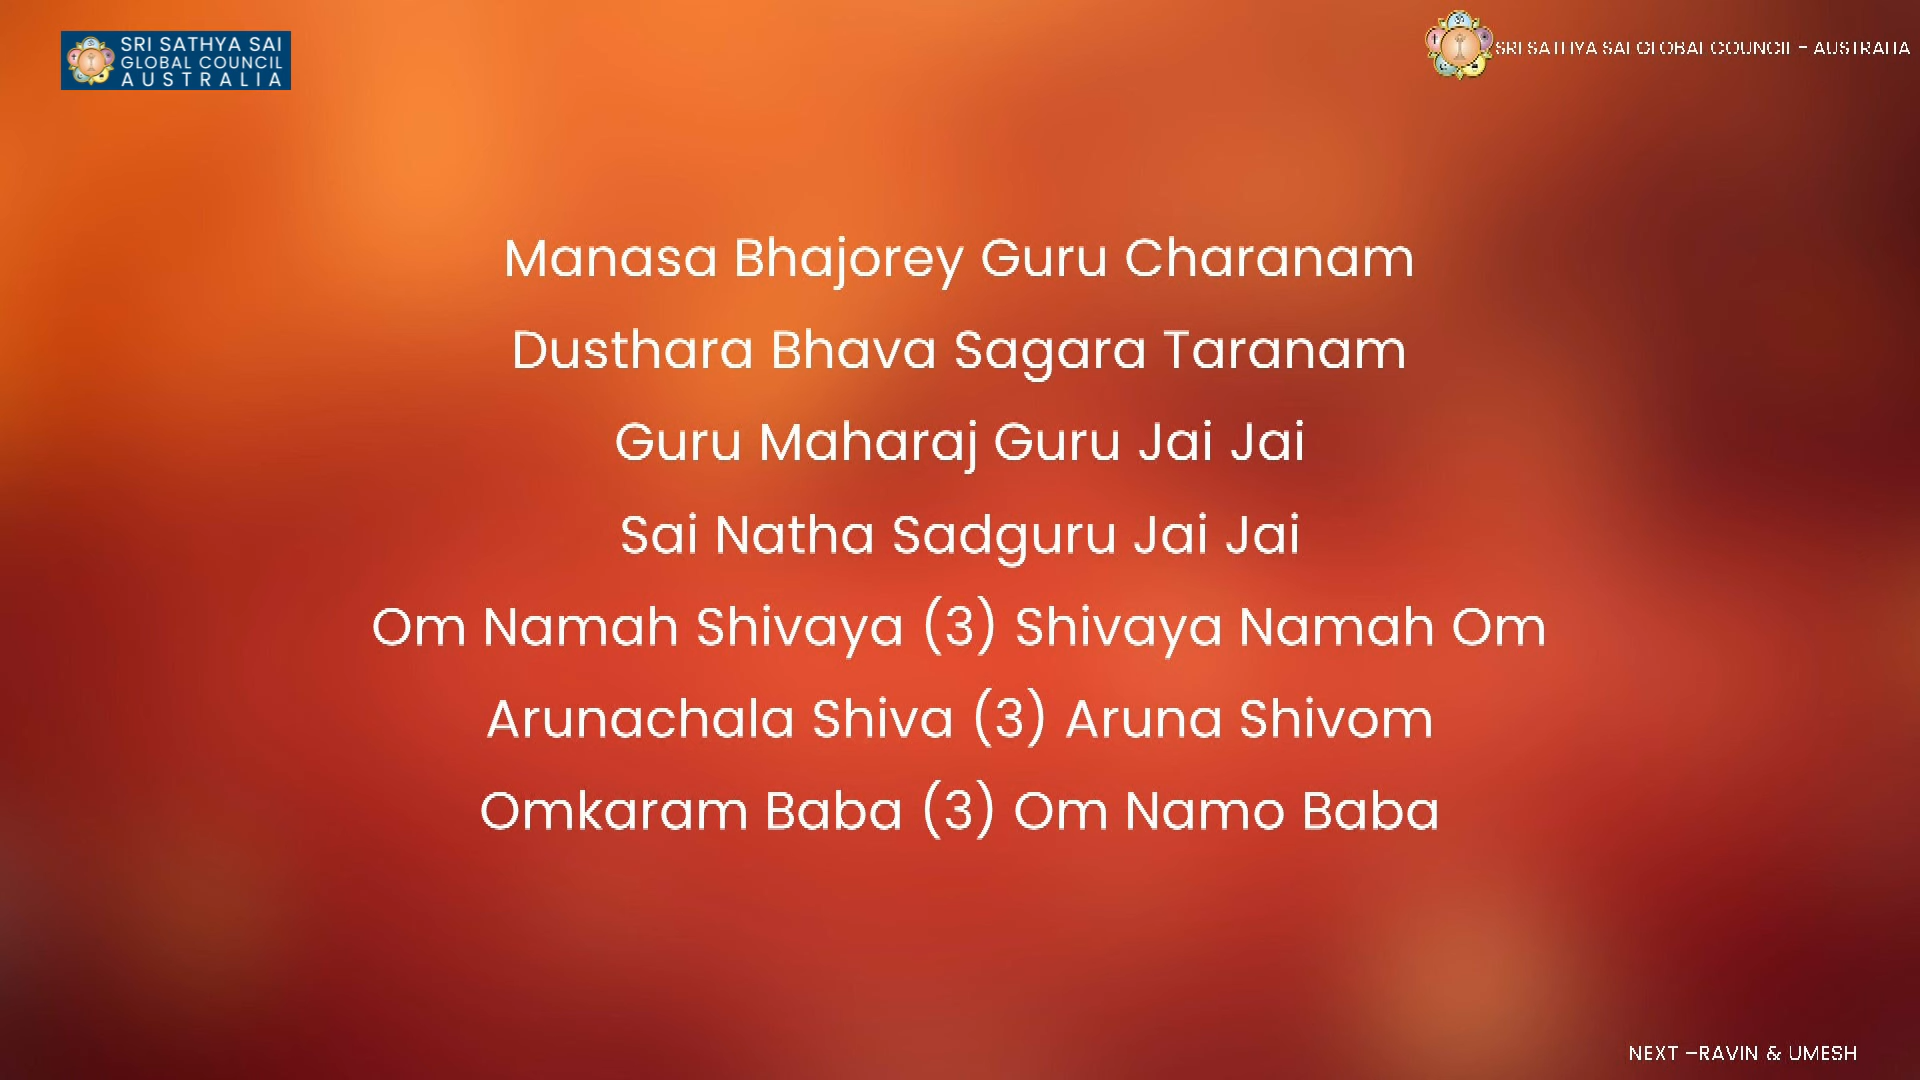 SRI SATHYA SAI
GLOBAL COUNCIL
AUSTRALIA
SRI SATHYA SAI GLOBAL COUNCIL - AUSTRALIA
Manasa Bhajorey Guru Charanam
Dusthara Bhava Sagara Taranam
Guru Maharaj Guru Jai Jai
Sai Natha Sadguru Jai Jai
Om Namah Shivaya (3) Shivaya Namah Om
Arunachala Shiva (3) Aruna Shivom
Omkaram Baba (3) Om Namo Baba
NEXT –RAVIN & UMESH